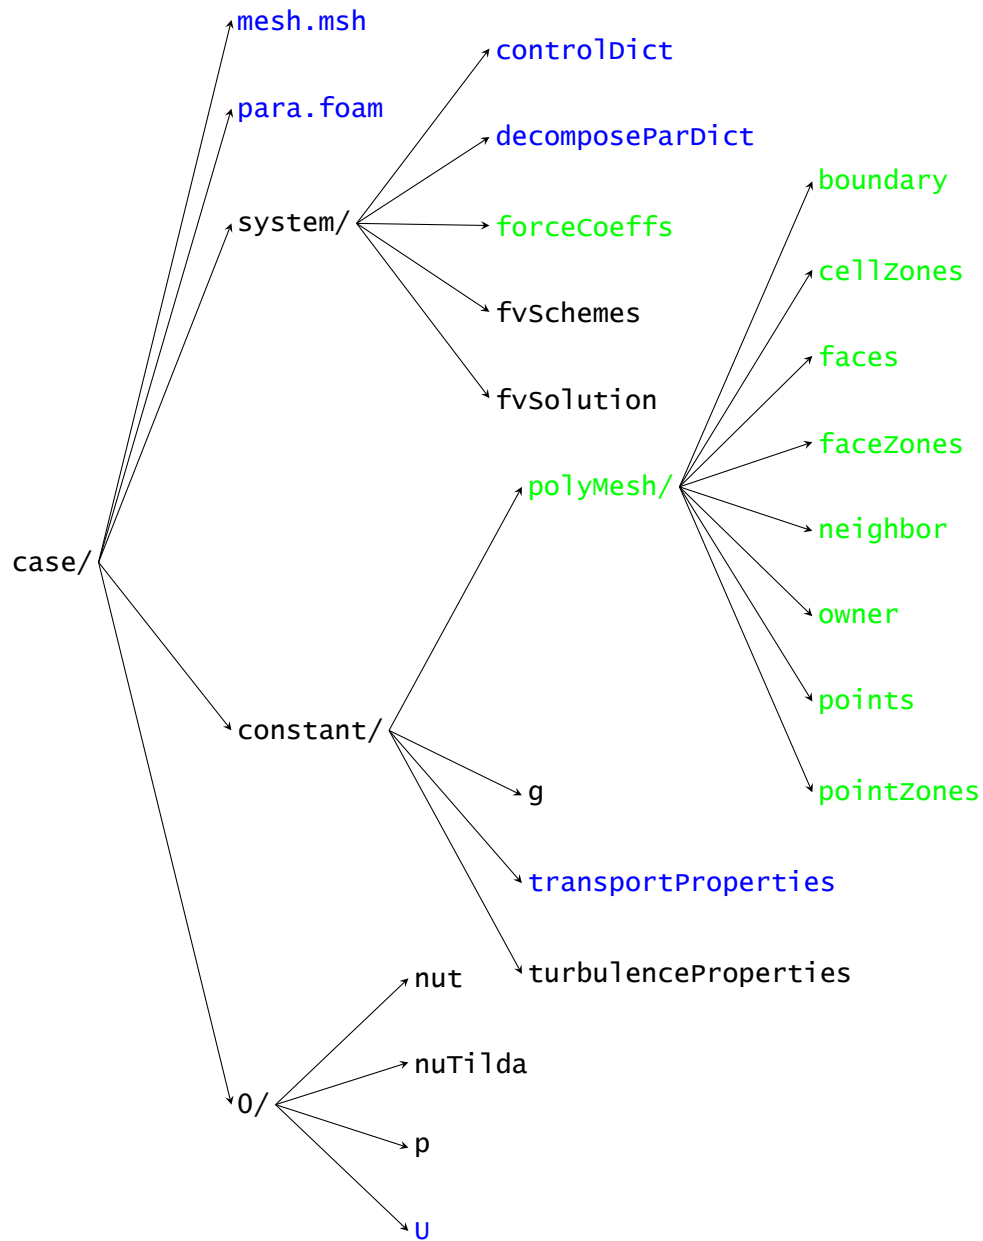 mesh.msh
para.foam
system/
controlDict
decomposeParDict
forceCoeffs
fvSchemes
fvSolution
case/
constant/
polyMesh/
boundary
cellZones
faces
faceZones
neighbor
owner
points
pointZones
g
transportProperties
turbulenceProperties
0/
nut
nuTilda
p
U